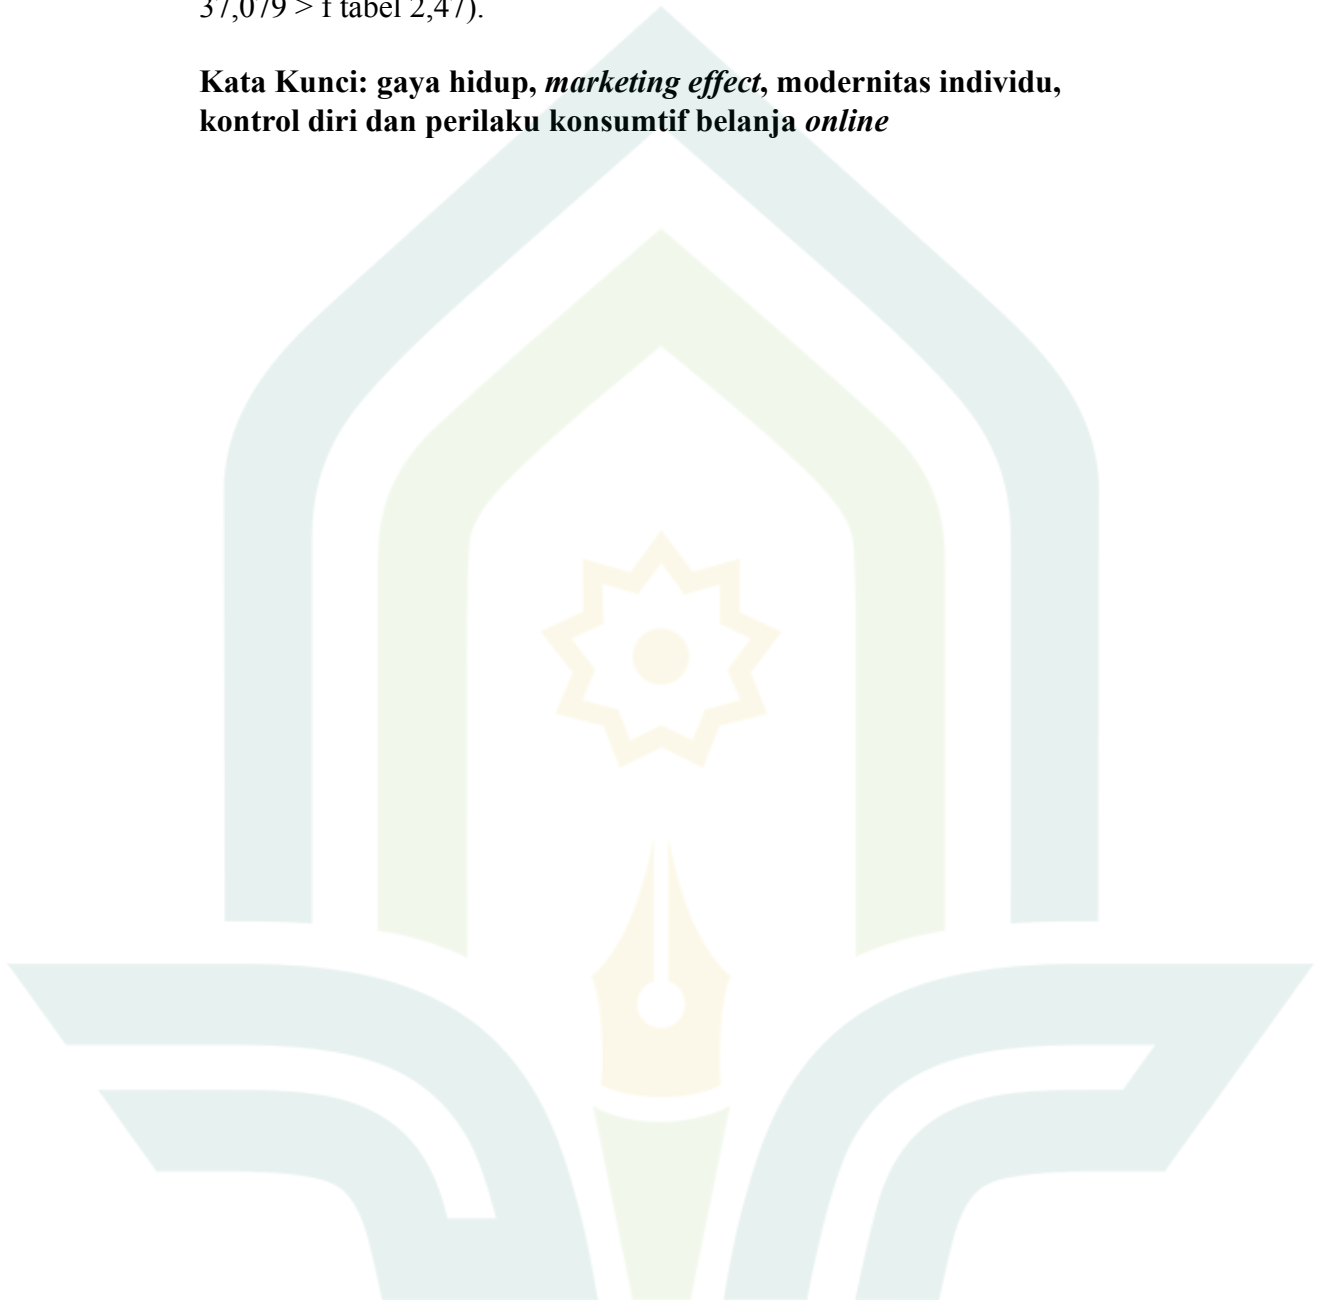 37,079 > f tabel 2,47).
Kata Kunci: gaya hidup, marketing effect, modernitas individu,
kontrol diri dan perilaku konsumtif belanja online